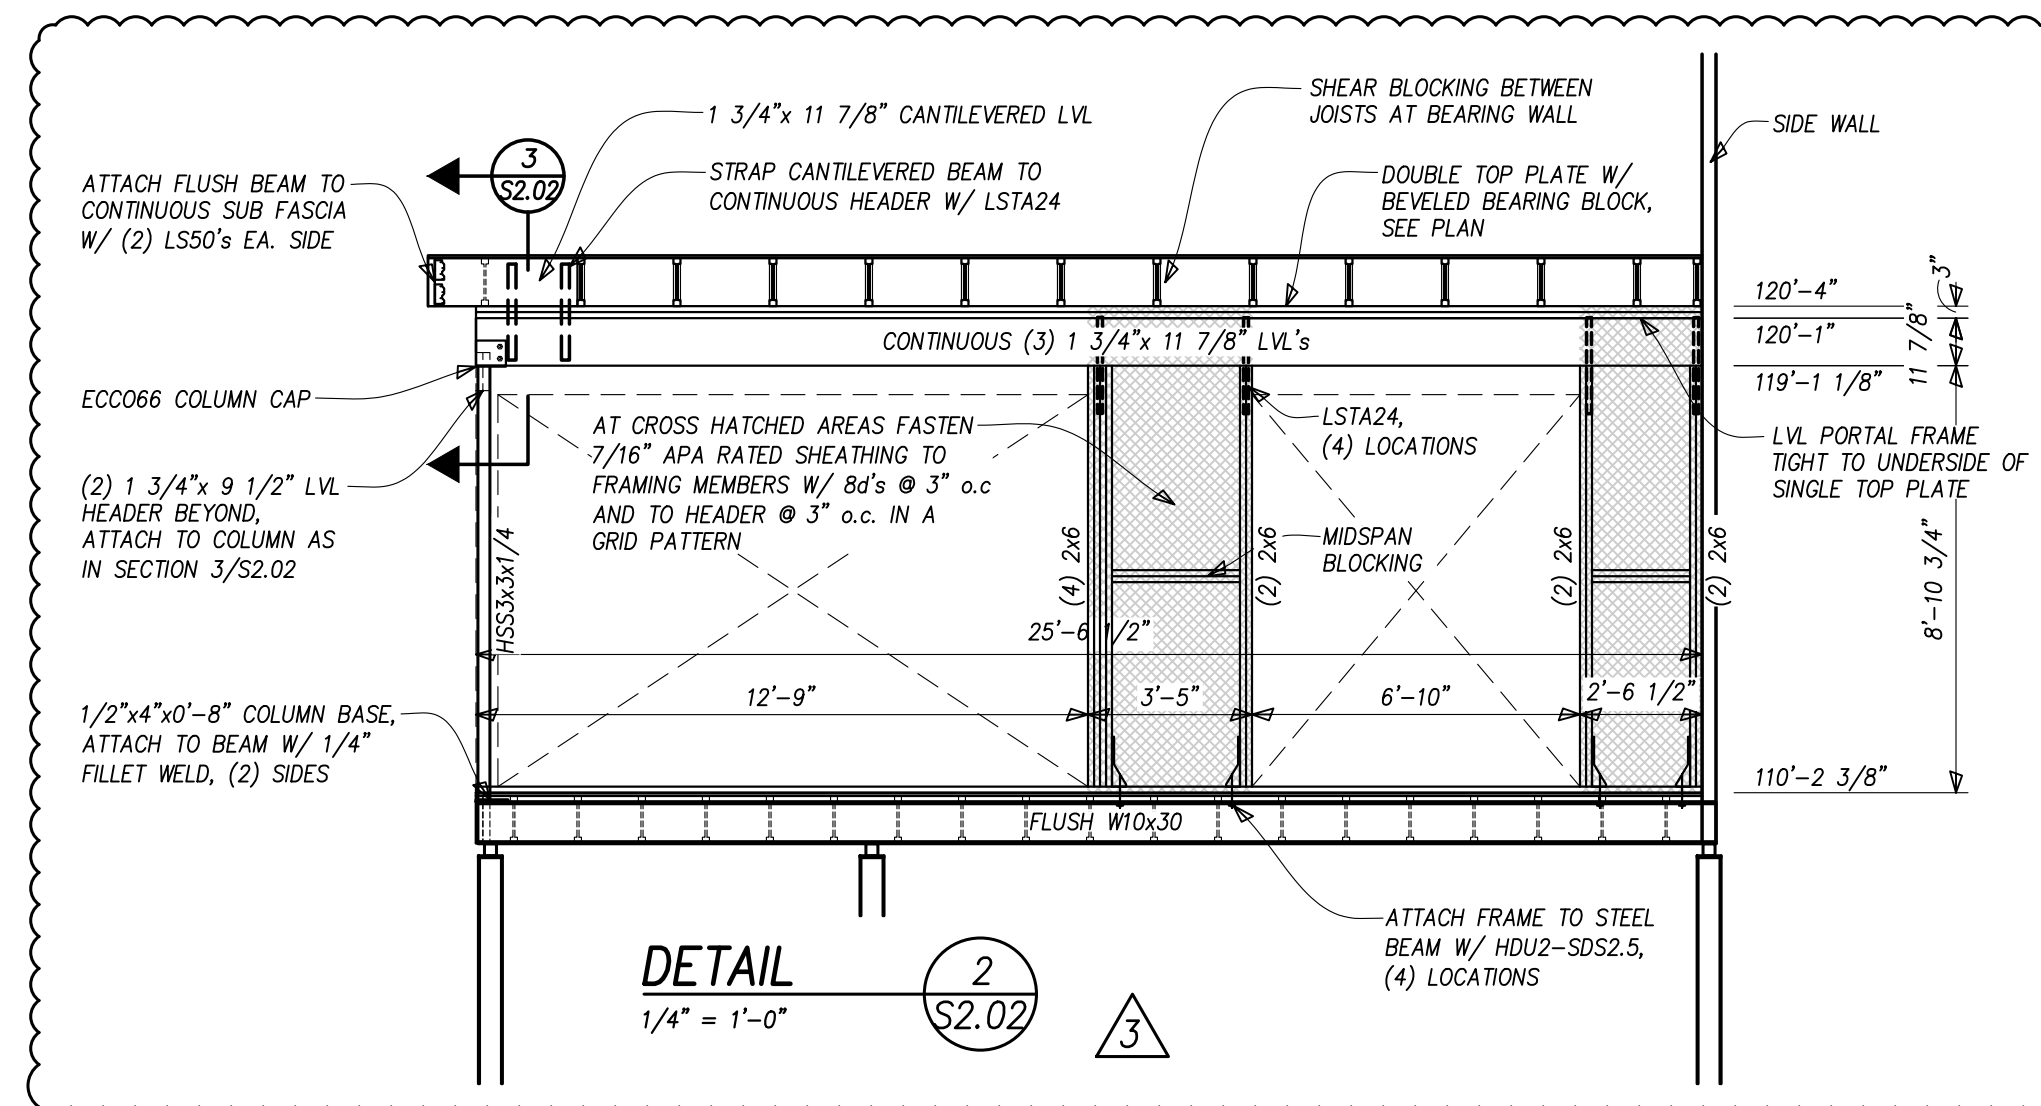 1 3/4"x 11 7/8" CANTILEVERED LVL
SHEAR BLOCKING BETWEEN
JOISTS AT BEARING WALL
SIDE WALL
3
S2.02
STRAP CANTILEVERED BEAM TO
CONTINUOUS HEADER W/ LSTA24
DOUBLE TOP PLATE W/
BEVELED BEARING BLOCK,
SEE PLAN
ATTACH FLUSH BEAM TO
CONTINUOUS SUB FASCIA
W/ (2) LS50's EA. SIDE
3"
120'-4"
120'-1"
11 7/8"
119'-1 1/8"
CONTINUOUS (3) 1 3/4"x 11 7/8" LVL's
ECCO66 COLUMN CAP
AT CROSS HATCHED AREAS FASTEN
7/16" APA RATED SHEATHING TO
FRAMING MEMBERS W/ 8d's @ 3" o.c
AND TO HEADER @ 3" o.c. IN A
GRID PATTERN
LSTA24,
(4) LOCATIONS
LVL PORTAL FRAME
TIGHT TO UNDERSIDE OF
SINGLE TOP PLATE
(2) 1 3/4"x 9 1/2" LVL
HEADER BEYOND,
ATTACH TO COLUMN AS
IN SECTION 3/S2.02
HSS3x3x1/4
(4) 2x6
(2) 2x6
MIDSPAN
BLOCKING
(2) 2x6
(2) 2x6
8'-10 3/4"
25'-6 1/2"
12'-9"
3'-5"
6'-10"
2'-6 1/2"
1/2"x4"x0'-8" COLUMN BASE,
ATTACH TO BEAM W/ 1/4"
FILLET WELD, (2) SIDES
110'-2 3/8"
FLUSH W10x30
ATTACH FRAME TO STEEL
BEAM W/ HDU2-SDS2.5,
(4) LOCATIONS
DETAIL
1/4" = 1'-0"
2
S2.02
3